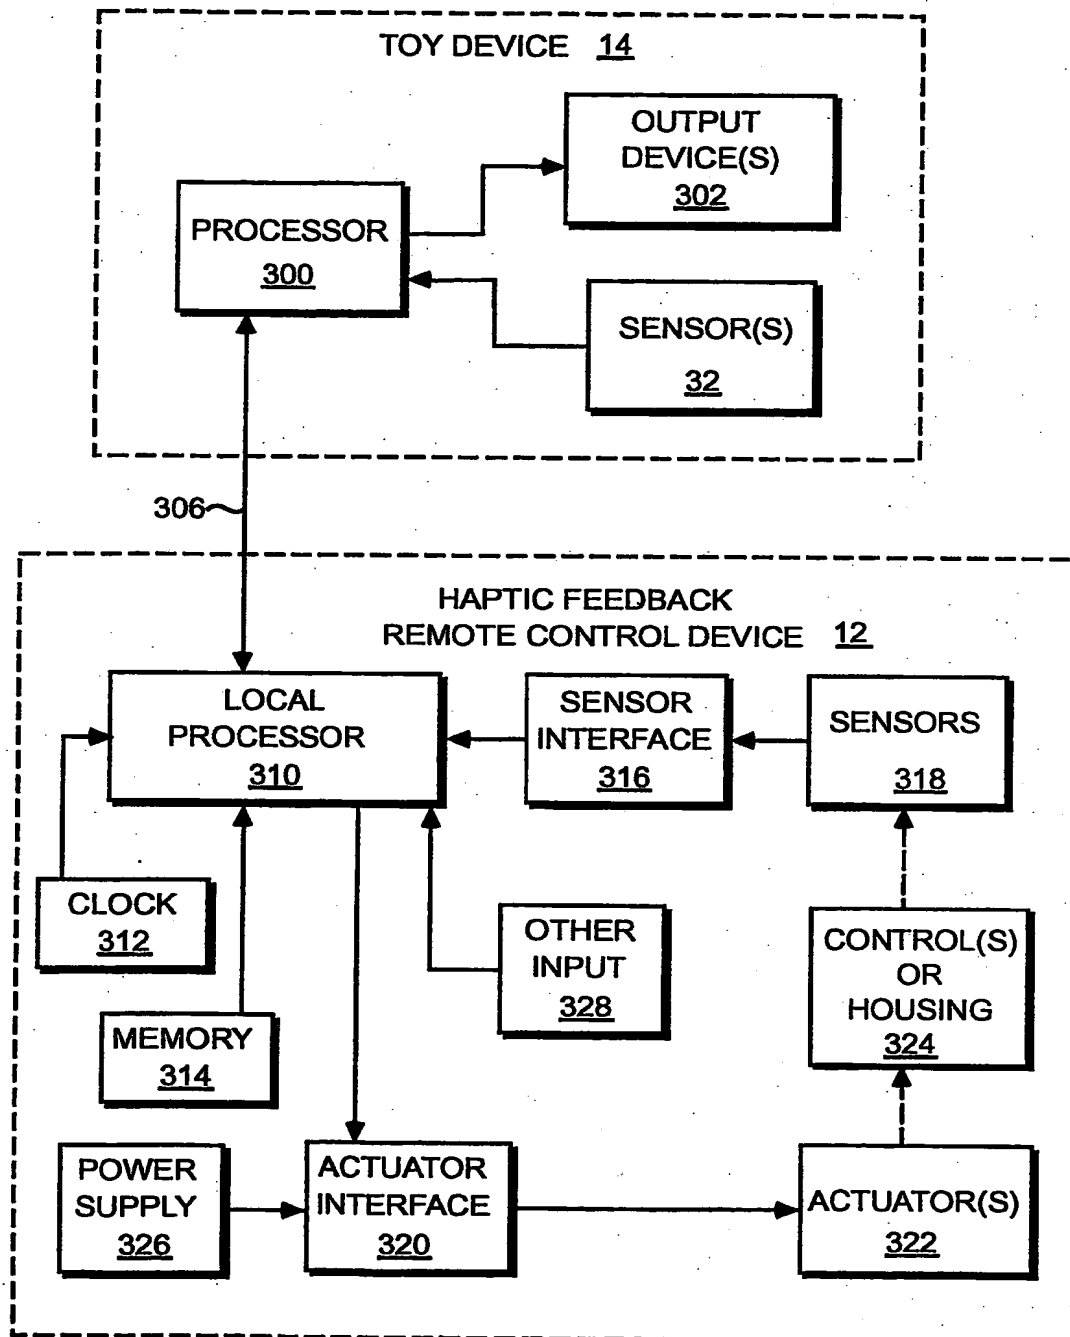 TOY DEVICE 14
OUTPUT
DEVICE(S)
302
PROCESSOR
300
SENSOR(S)
32
306
HAPTIC FEEDBACK
REMOTE CONTROL DEVICE 12
LOCAL
PROCESSOR
310
SENSOR
INTERFACE
316
SENSORS
318
CLOCK
312
OTHER
INPUT
328
CONTROL(S)
OR
HOUSING
324
MEMORY
314
POWER
SUPPLY
326
ACTUATOR
INTERFACE
320
ACTUATOR(S)
322